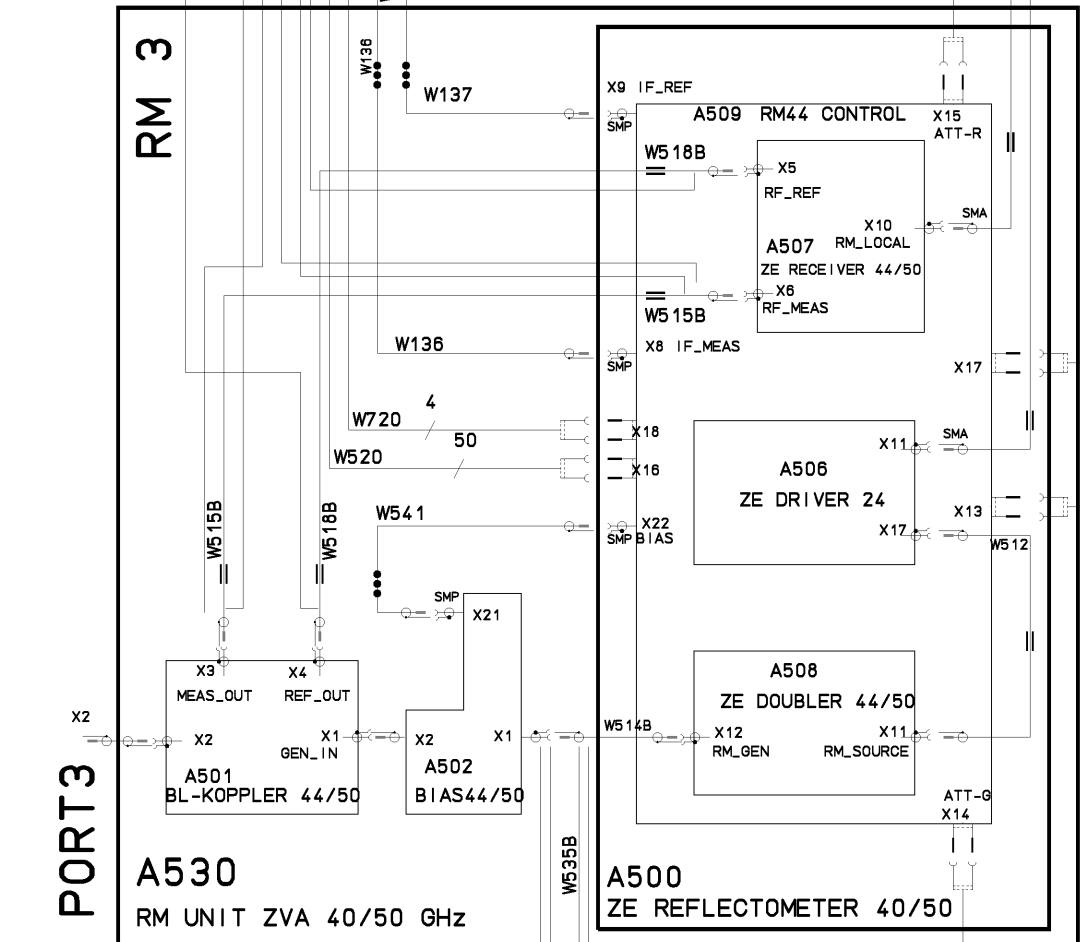 RM 3
W136
W137
X9 IF_REF
SMP
A509 RM44 CONTROL
X15
ATT-R
W518B
X5
RF_REF
X10
RM_LOCAL
SMA
A507
ZE RECEIVER 44/50
X6
RF_MEAS
W515B
W136
X8 IF_MEAS
SMP
X17
W720
4
X18
W520
50
X16
X11
SMA
A506
ZE DRIVER 24
X17
X13
W512
W541
X22
SMP BIAS
W515B
W518B
SMP
X21
X3
MEAS_OUT
X4
REF_OUT
X2
X2
X1
GEN_IN
A501
BL-KOPPLER 44/50
X2
X1
A502
BIAS44/50
W514B
A508
ZE DOUBLER 44/50
X12
RM_GEN
X11
RM_SOURCE
ATT-G
X14
PORT3
W535B
A530
RM UNIT ZVA 40/50 GHz
A500
ZE REFLECTOMETER 40/50